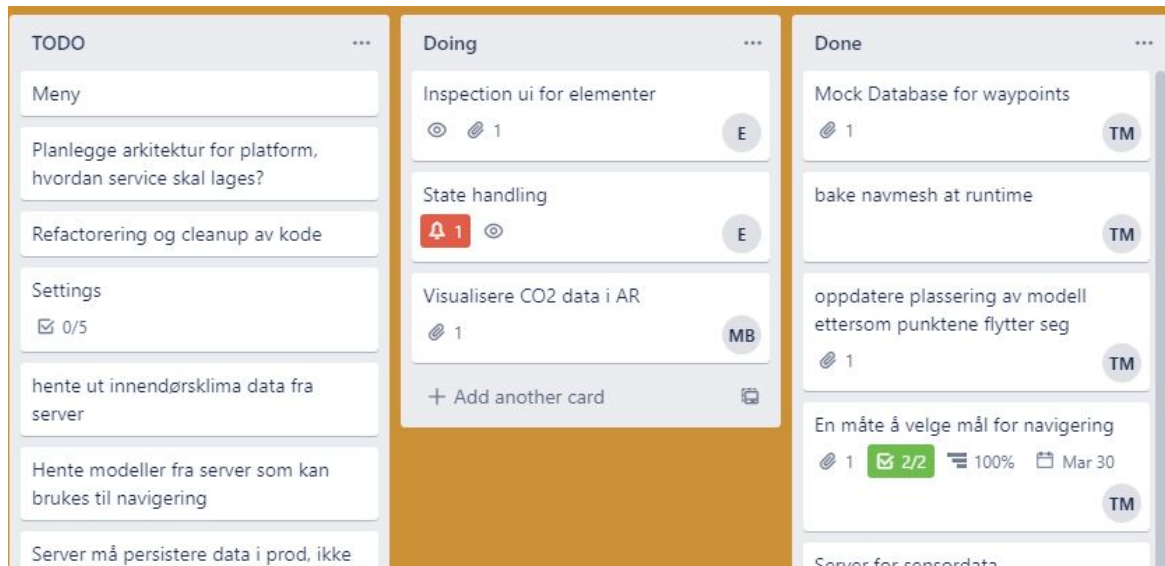 TODO
Meny
Planlegge arkitektur for platform,
hvordan service skal lages?
Refactorering og cleanup av kode
Settings
0/5
hente ut innendørsklima data fra
server
Hente modeller fra server som kan
brukes til navigering
Server må persistere data i prod, ikke
Doing
Inspection ui for elementer
1
E
State handling
1
E
Visualisere CO2 data i AR
1
MB
+ Add another card
Done
Mock Database for waypoints
1
TM
bake navmesh at runtime
TM
oppdatere plassering av modell
ettersom punktene flytter seg
1
TM
En måte å velge mål for navigering
1 2/2 100% Mar 30
TM
Server for sensordata